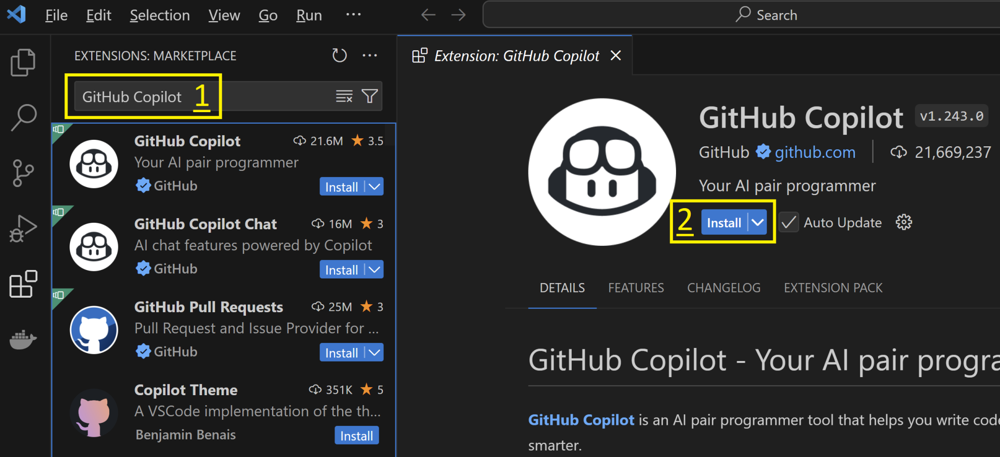 File Edit Selection View Go Run ··· Search
EXTENSIONS: MARKETPLACE
GitHub Copilot 1
GitHub Copilot 21.6M 3.5
Your AI pair programmer
GitHub Install
GitHub Copilot Chat 16M 3
AI chat features powered by Copilot
GitHub Install
GitHub Pull Requests 25M 3
Pull Request and Issue Provider for ...
GitHub Install
Copilot Theme 351K 5
A VSCode implementation of the th...
Benjamin Benais Install
Extension: GitHub Copilot
GitHub Copilot v1.243.0
GitHub github.com 21,669,237
Your AI pair programmer
2 Install Auto Update
DETAILS FEATURES CHANGELOG EXTENSION PACK
GitHub Copilot - Your AI pair progra
GitHub Copilot is an AI pair programmer tool that helps you write code
smarter.